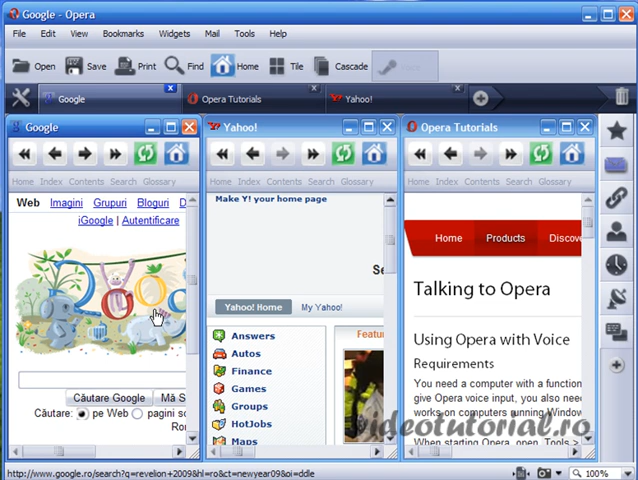 Google - Opera
File Edit View Bookmarks Widgets Mail Tools Help
Open Save Print Find Home Tile Cascade
Google Opera Tutorials Yahoo!
Google
Home Index Contents Search Glossary
Web Imagini Grupuri Bloguri D
iGoogle | Autentificare
Căutare Google Mă S
Căutare: pe Web pagini sc
Ror
Yahoo!
Home Index Contents Search Glossary
Make Y! your home page
Se
Yahoo! Home My Yahoo!
Answers
Autos
Finance
Games
Groups
HotJobs
Maps
Featur
Opera Tutorials
Home Index Contents Search Glossary
Home Products Discove
Talking to Opera
Using Opera with Voice
Requirements
You need a computer with a function
give Opera voice input, you also need
works on computers running Window
When starting Opera, open Tools >
videotutorial.ro
http://www.google.ro/search?q=revelion+2009&hl=ro&ct=newyear09&oi=ddle
100%